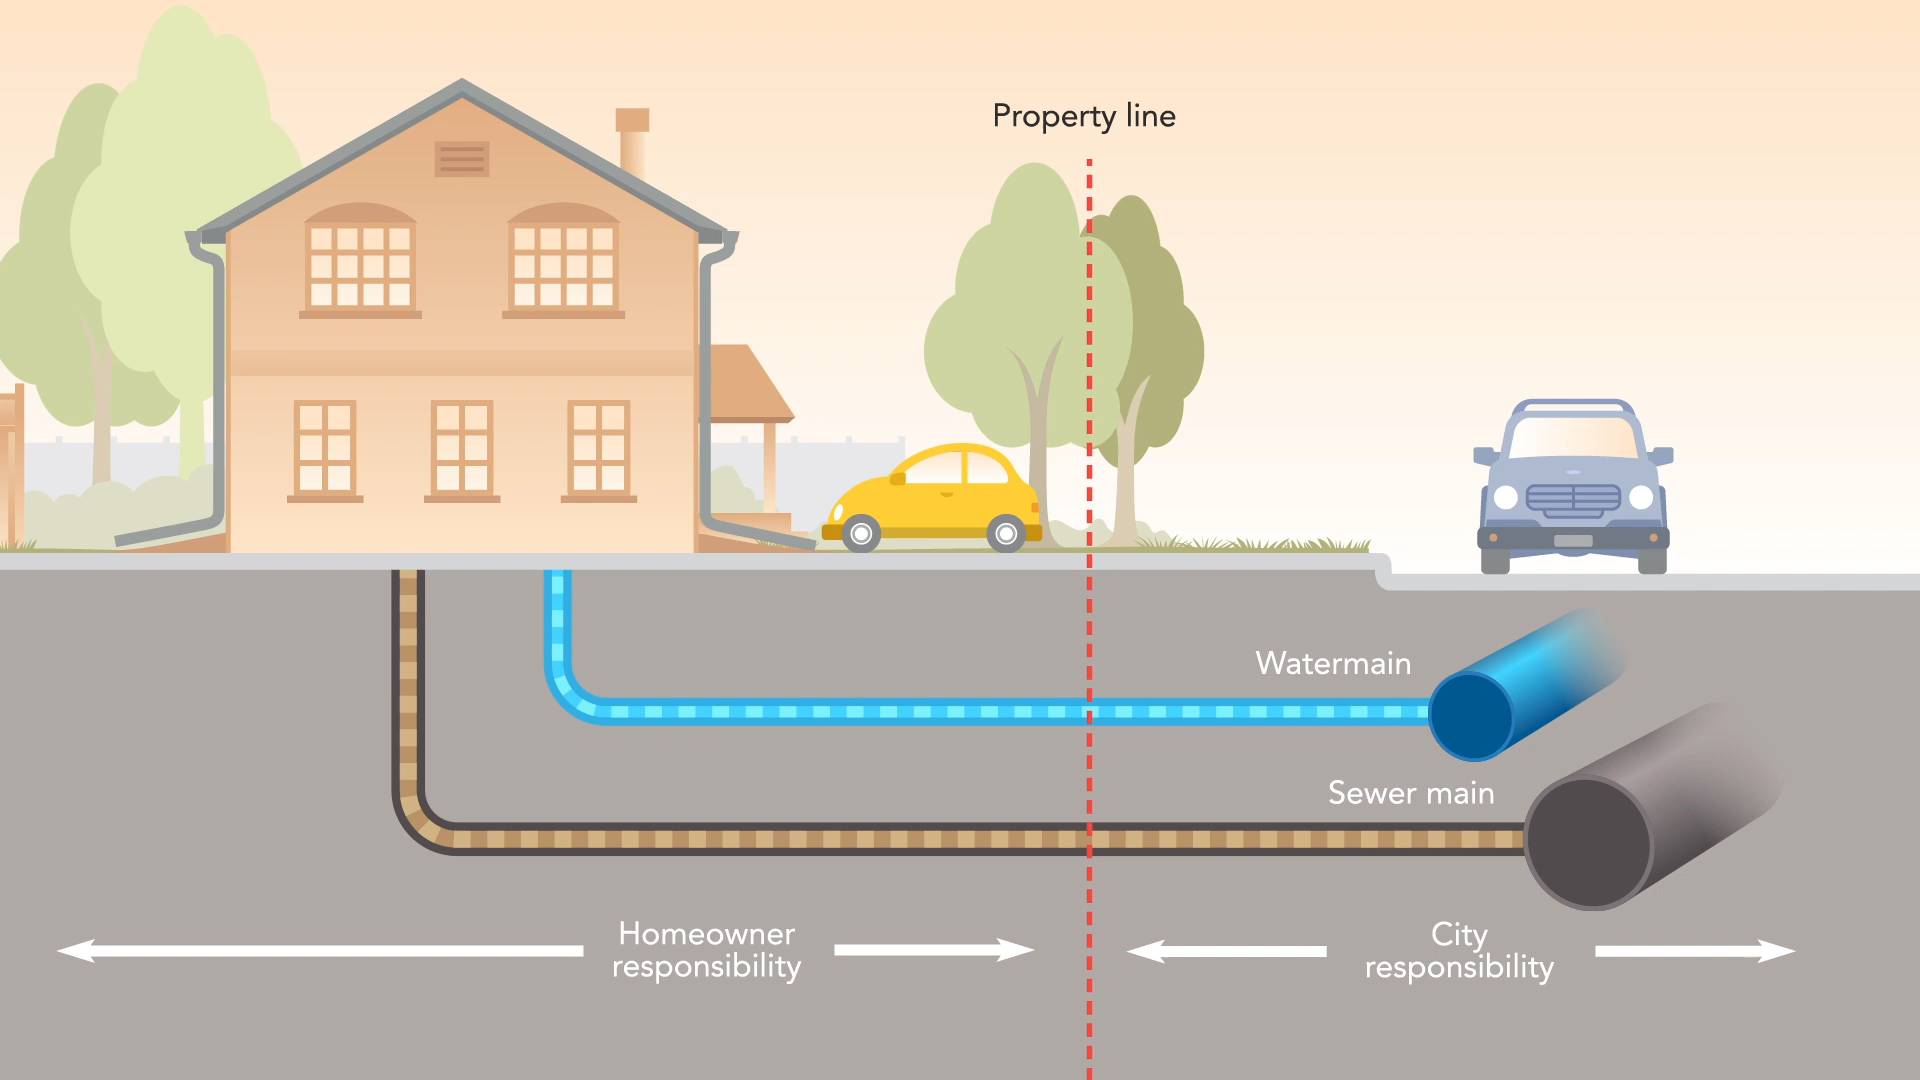 Property line
Watermain
Sewer main
Homeowner
responsibility
City
responsibility